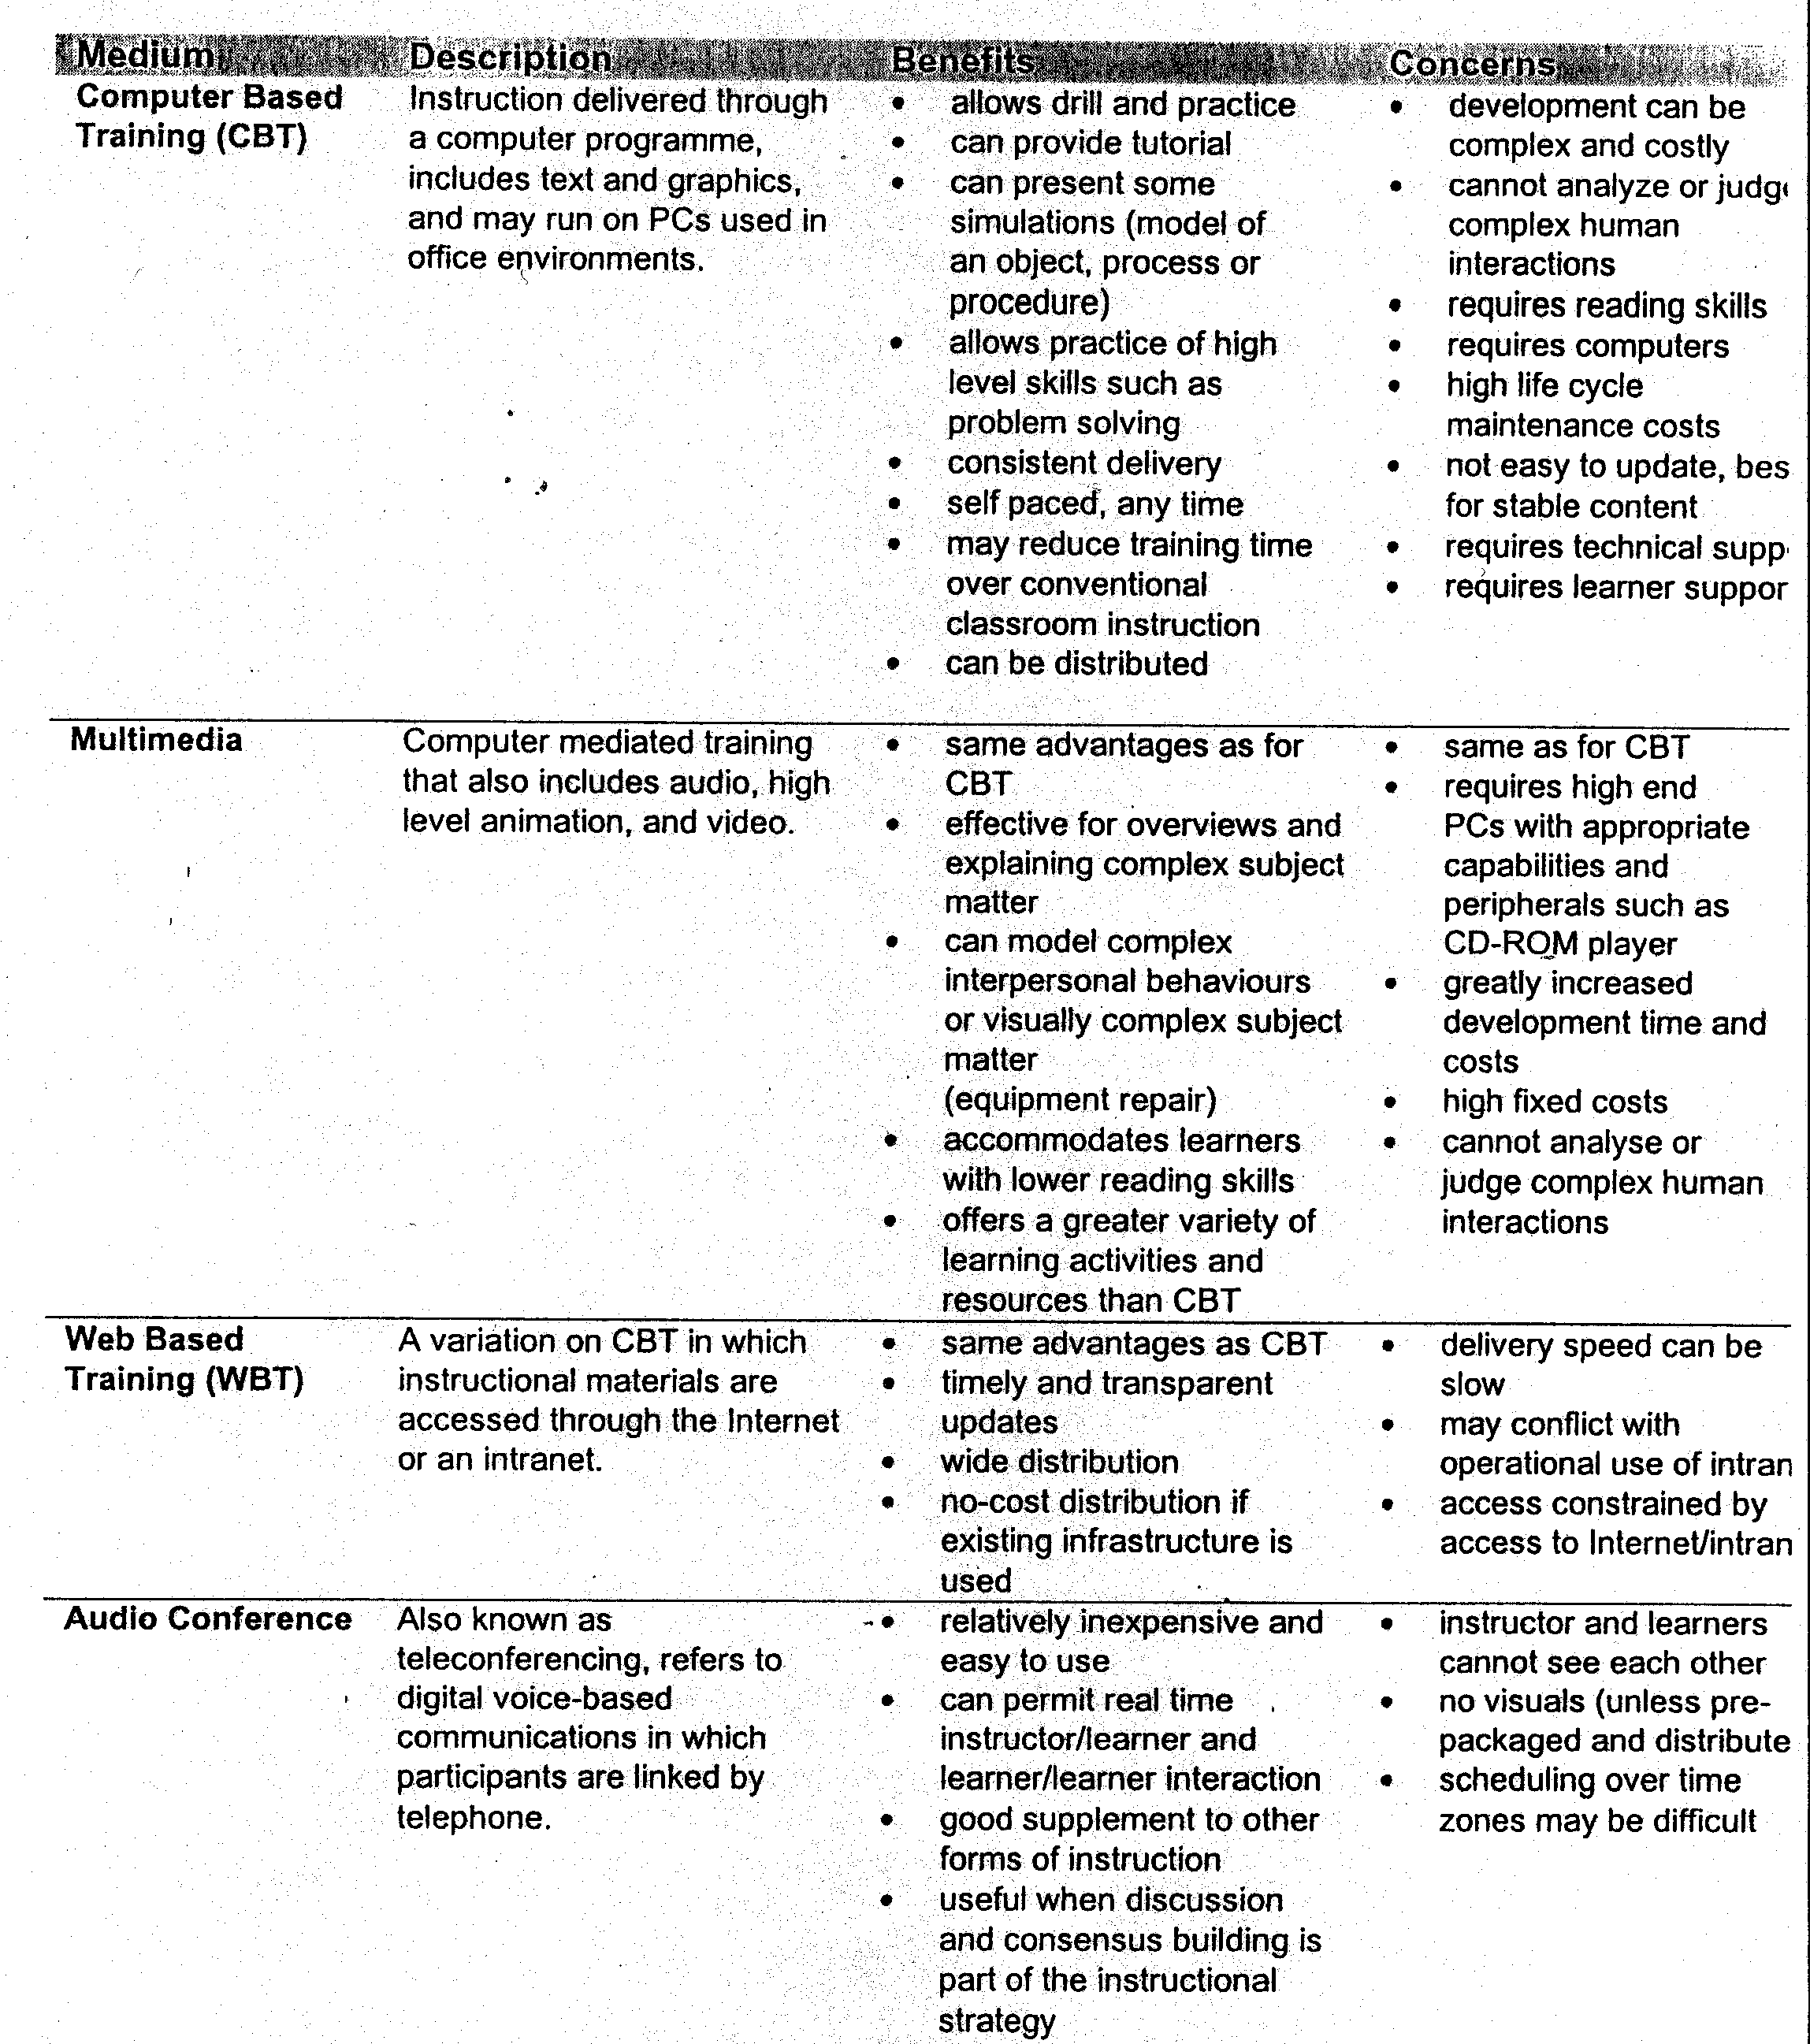 Medium
Description
Benefits
Concerns
Computer Based
Training (CBT)
Instruction delivered through
a computer programme,
includes text and graphics,
and may run on PCs used in
office environments.
• allows drill and practice
• can provide tutorial
• can present some
simulations (model of
an object, process or
procedure)
• allows practice of high
level skills such as
problem solving
• consistent delivery
• self paced, any time
• may reduce training time
over conventional
classroom instruction
• can be distributed
• development can be
complex and costly
• cannot analyze or judg
complex human
interactions
• requires reading skills
• requires computers
• high life cycle
maintenance costs
• not easy to update, bes
for stable content
• requires technical supp
• requires learner suppor
Multimedia
Computer mediated training
that also includes audio, high
level animation, and video.
• same advantages as for
CBT
• effective for overviews and
explaining complex subject
matter
• can model complex
interpersonal behaviours
or visually complex subject
matter
(equipment repair)
• accommodates learners
with lower reading skills
• offers a greater variety of
learning activities and
resources than CBT
• same as for CBT
• requires high end
PCs with appropriate
capabilities and
peripherals such as
CD-ROM player
• greatly increased
development time and
costs
• high fixed costs
• cannot analyse or
judge complex human
interactions
Web Based
Training (WBT)
A variation on CBT in which
instructional materials are
accessed through the Internet
or an intranet.
• same advantages as CBT
• timely and transparent
updates
• wide distribution
• no-cost distribution if
existing infrastructure is
used
• delivery speed can be
slow
• may conflict with
operational use of intran
• access constrained by
access to Internet/intran
Audio Conference
Also known as
teleconferencing, refers to
digital voice-based
communications in which
participants are linked by
telephone.
• relatively inexpensive and
easy to use
• can permit real time
instructor/learner and
learner/learner interaction
• good supplement to other
forms of instruction
• useful when discussion
and consensus building is
part of the instructional
strategy
• instructor and learners
cannot see each other
• no visuals (unless pre-
packaged and distribute
• scheduling over time
zones may be difficult